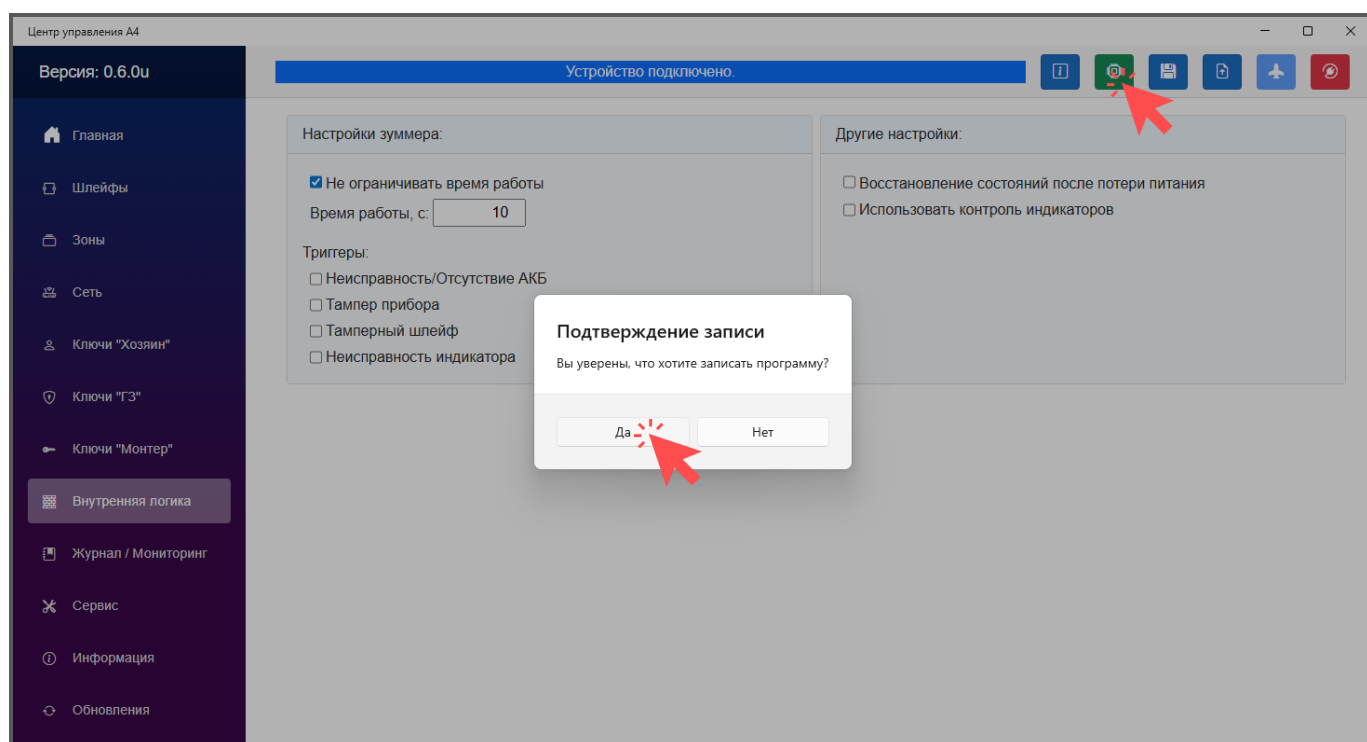 Центр управления А4
Версия: 0.6.0u
Устройство подключено.
Главная
Шлейфы
Зоны
Сеть
Ключи "Хозяин"
Ключи "ГЗ"
Ключи "Монтер"
Внутренняя логика
Журнал / Мониторинг
Сервис
Информация
Обновления
Настройки зуммера:
Не ограничивать время работы
Время работы, с: 10
Триггеры:
Неисправность/Отсутствие АКБ
Тампер прибора
Тамперный шлейф
Неисправность индикатора
Другие настройки:
Восстановление состояний после потери питания
Использовать контроль индикаторов
Подтверждение записи
Вы уверены, что хотите записать программу?
Да
Нет